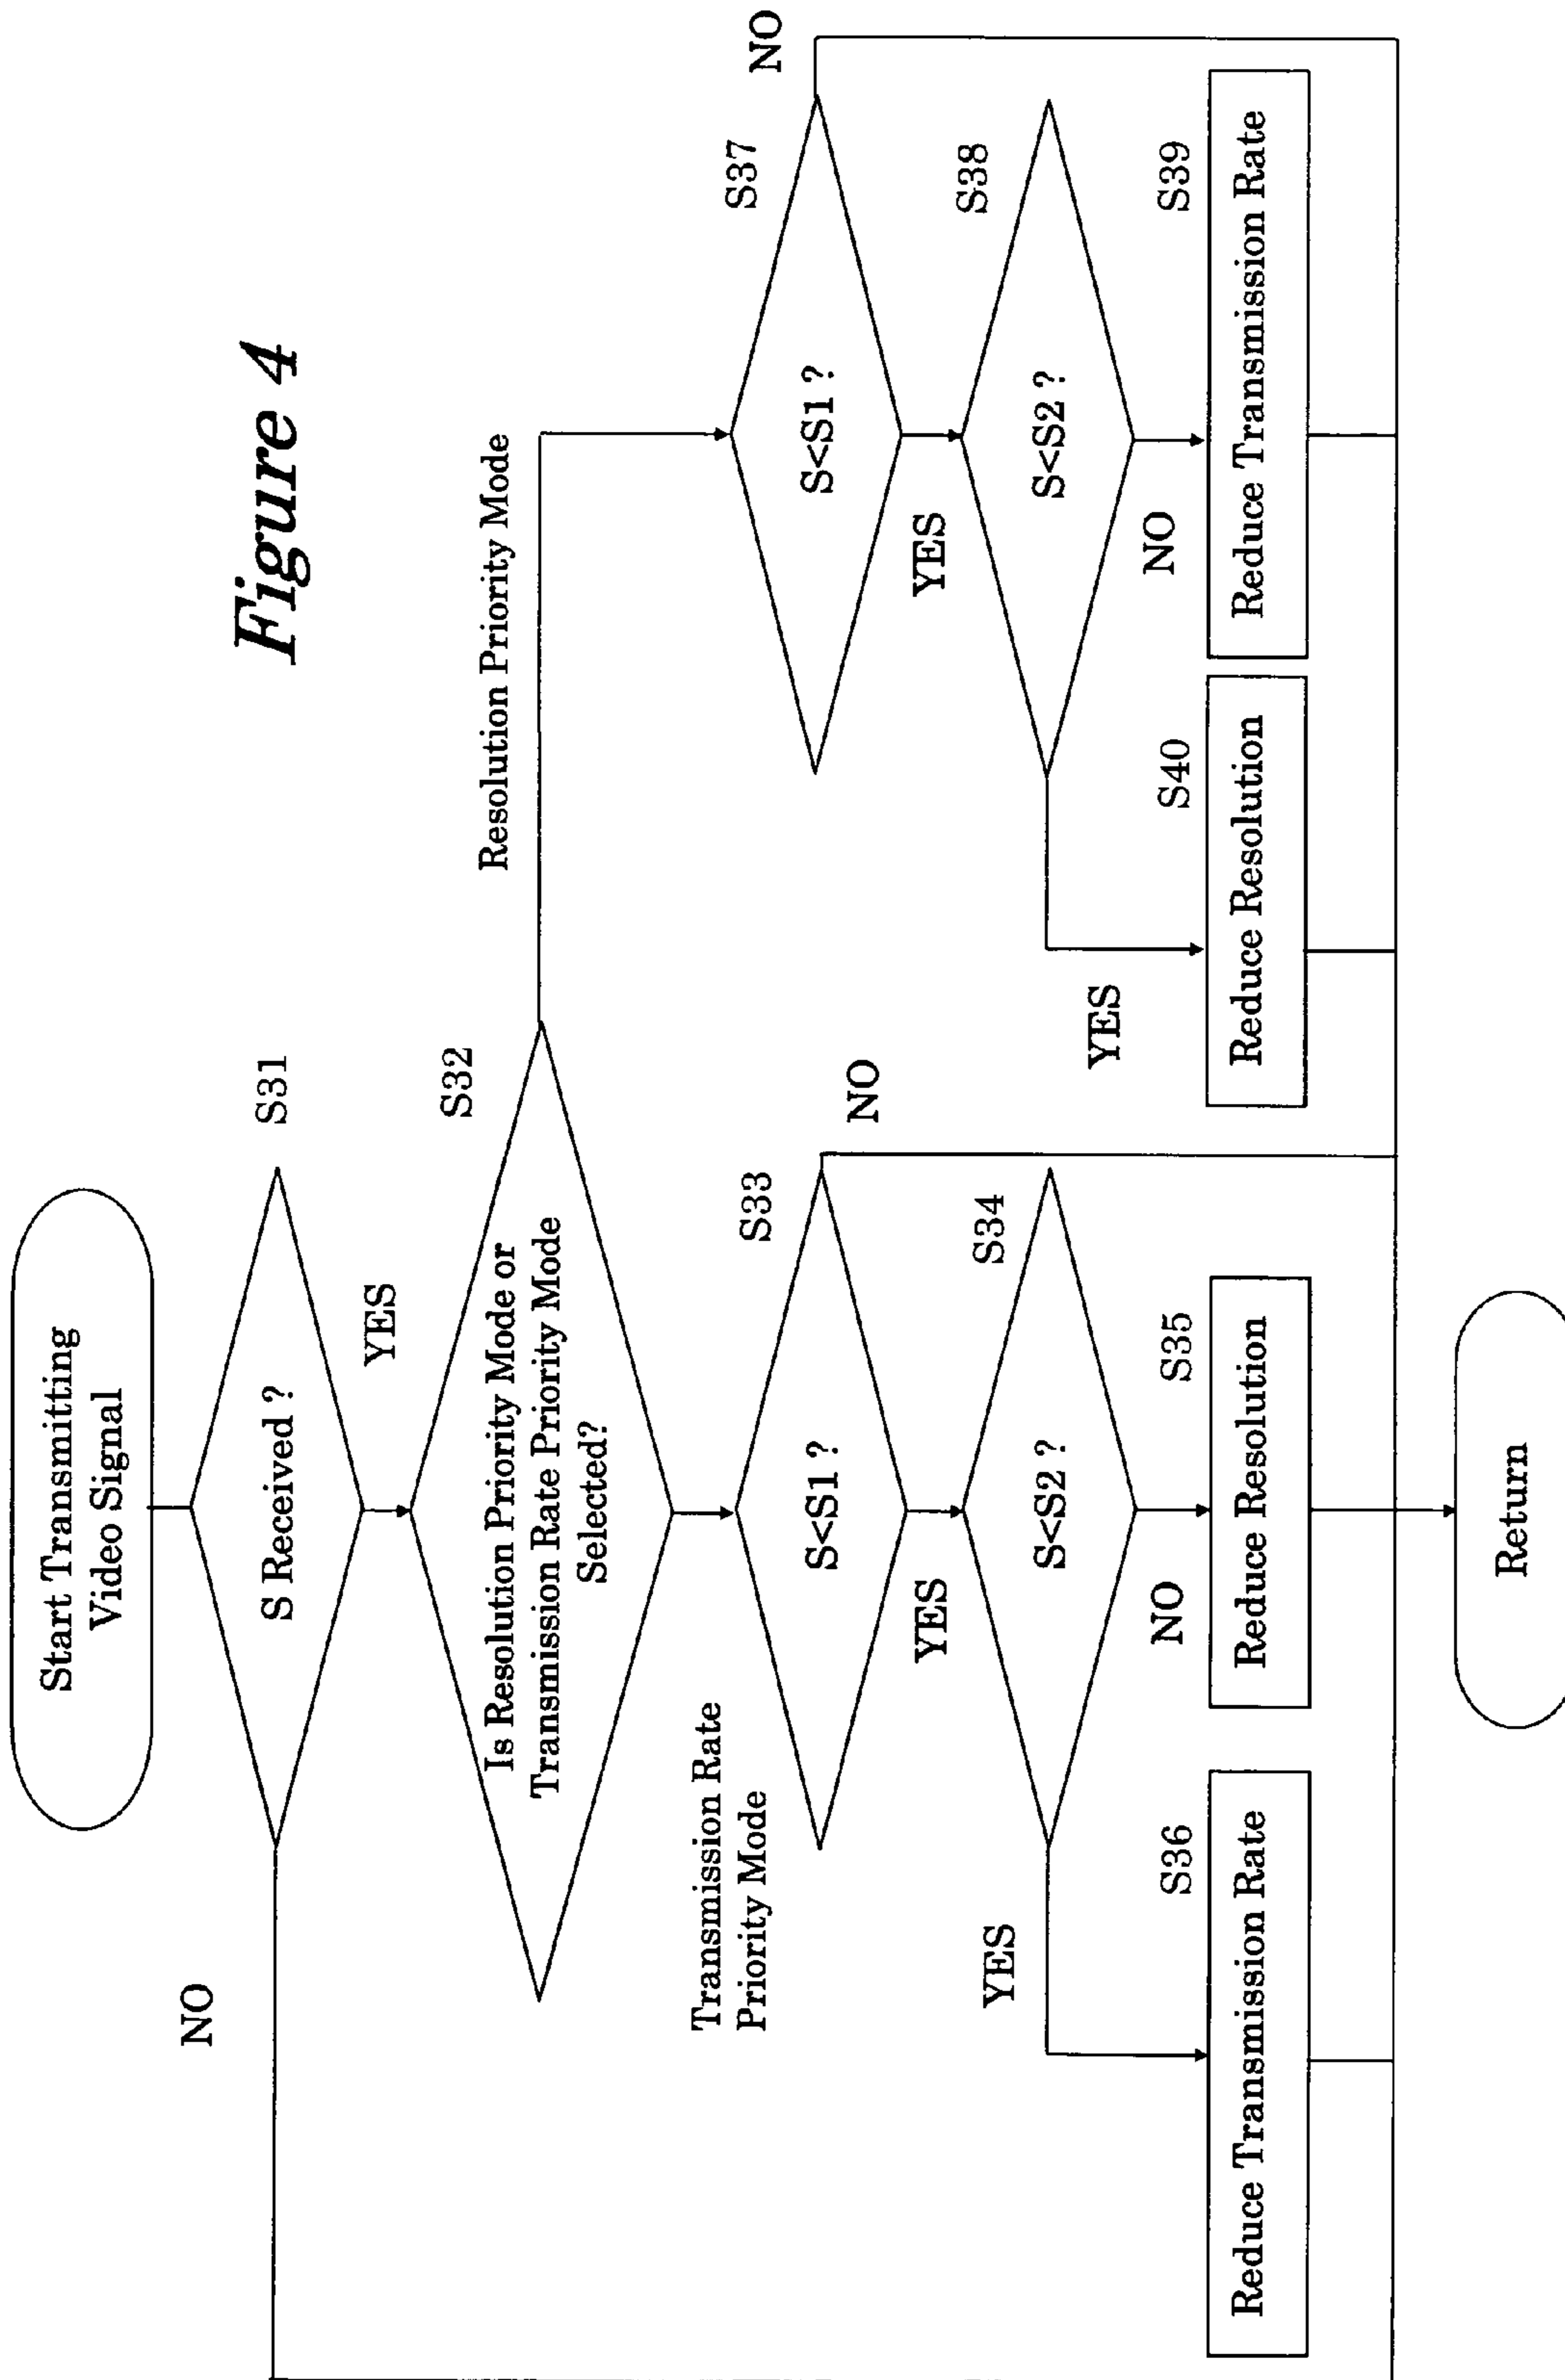 Figure 4
Start Transmitting
Video Signal
S Received ?
S31
NO
YES
S32
Is Resolution Priority Mode or
Transmission Rate Priority Mode
Selected?
Resolution Priority Mode
Transmission Rate
Priority Mode
S33
S<S1 ?
NO
YES
S34
S<S2 ?
YES
NO
S36
Reduce Transmission Rate
S35
Reduce Resolution
S37
S<S1 ?
NO
YES
S38
S<S2 ?
YES
NO
S40
Reduce Resolution
S39
Reduce Transmission Rate
Return